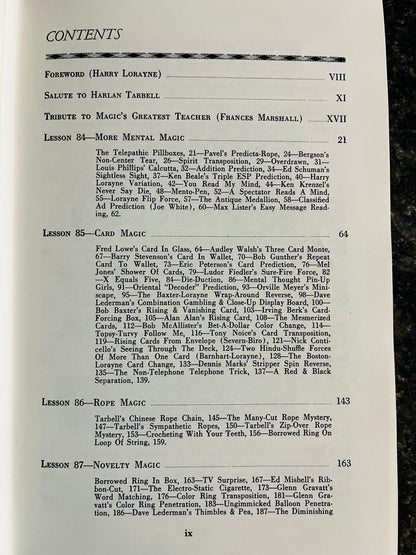 CONTENTS
FOREWORD (HARRY LORAYNE) VIII
SALUTE TO HARLAN TARBELL XI
TRIBUTE TO MAGIC'S GREATEST TEACHER (FRANCES MARSHALL) XVII
LESSON 84—MORE MENTAL MAGIC 21
The Telepathic Pillboxes, 21—Pavel's Predicta-Rope, 24—Bergson's
Non-Center Tear, 26—Spirit Transposition, 29—Overdrawn, 31—
Louis Phillips' Calcutta, 32—Addition Prediction, 34—Ed Schuman's
Sightless Sight, 37—Ken Beale's Triple ESP Prediction, 40—Harry
Lorayne Variation, 42—You Read My Mind, 44—Ken Krenzel's
Never Say Die, 48—Mento-Pen, 52—A Spectator Reads A Mind,
55—Lorayne Flip Force, 57—The Antique Medallion, 58—Classified
Ad Prediction (Joe White), 60—Max Lister's Easy Message Read-
ing, 62.
LESSON 85—CARD MAGIC 64
Fred Lowe's Card In Glass, 64—Audley Walsh's Three Card Monte,
67—Barry Stevenson's Card In Wallet, 70—Bob Gunther's Repeat
Card To Wallet, 73—Eric Peterson's Card Prediction, 76—Mel
Jones' Shower Of Cards, 79—Ludor Fiedler's Sure-Fire Force, 82
—X Equals Five, 84—Die-Duction, 86—Mental Thought Pin-Up
Girls, 91—Oriental "Decoder" Prediction, 93—Orville Meyer's Mini-
scape, 95—The Baxter-Lorayne Wrap-Around Reverse, 98—Dave
Lederman's Combination Gambling & Close-Up Display Board, 100—
Bob Baxter's Rising & Vanishing Card, 103—Irving Berk's Card-
Forcing Box, 105—Alan Alan's Rising Card, 108—The Mesmerized
Cards, 112—Bob McAllister's Bet-A-Dollar Color Change, 114—
Topsy-Turvy Follow Me, 116—Tony Noice's Card Transposition,
119—Rising Cards From Envelope (Severn-Biro), 121—Nick Conti-
cello's Seeing Through The Deck, 124—Two Hindu-Shuffle Forces
Of More Than One Card (Barnhart-Lorayne), 128—The Boston-
Lorayne Card Change, 133—Dennis Marks' Stripper Spin Reverse,
135—The Non-Telephone Telephone Trick, 137—A Red & Black
Separation, 139.
LESSON 86—ROPE MAGIC 143
Tarbell's Chinese Rope Chain, 145—The Many-Cut Rope Mystery,
147—Tarbell's Sympathetic Ropes, 150—Tarbell's Zip-Over Rope
Mystery, 153—Crocheting With Your Teeth, 156—Borrowed Ring On
Loop Of String, 159.
LESSON 87—NOVELTY MAGIC 163
Borrowed Ring In Box, 163—TV Surprise, 167—Ed Mishell's Rib-
bon-Cut, 171—The Electro-Static Cigarette, 173—Glenn Gravatt's
Word Matching, 176—Color Ring Transposition, 181—Glenn Gra-
vatt's Color Ring Penetration, 183—Ungimmicked Balloon Penetra-
tion, 186—Dave Lederman's Thimbles & Pea, 187—The Diminishing
ix